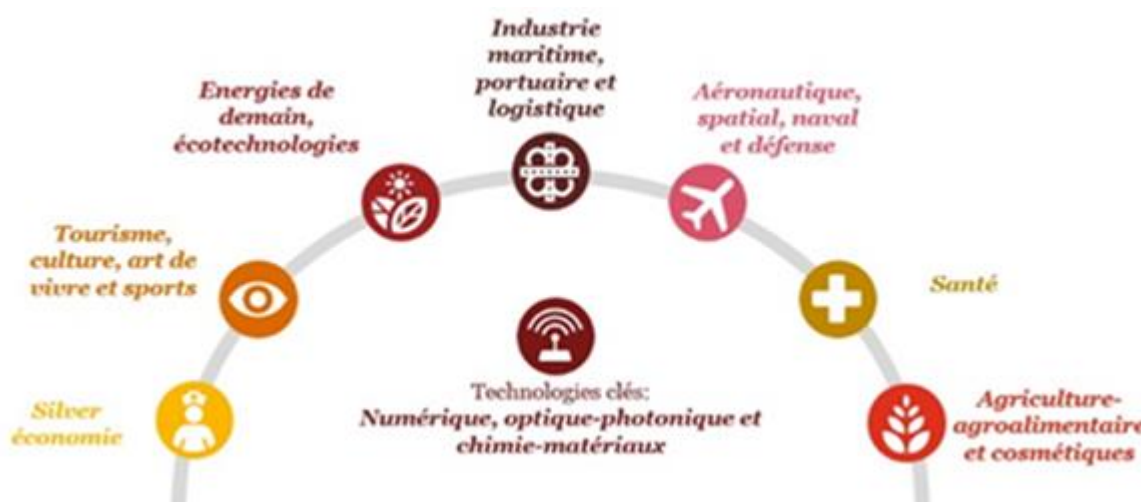 Industrie
maritime,
portuaire et
logistique
Energies de
demain,
écotechnologies
Aéronautique,
spatial, naval
et défense
Tourisme,
culture, art de
vivre et sports
Santé
Silver
économie
Technologies clés:
Numérique, optique-photonique et
chimie-matériaux
Agriculture-
agroalimentaire
et cosmétiques